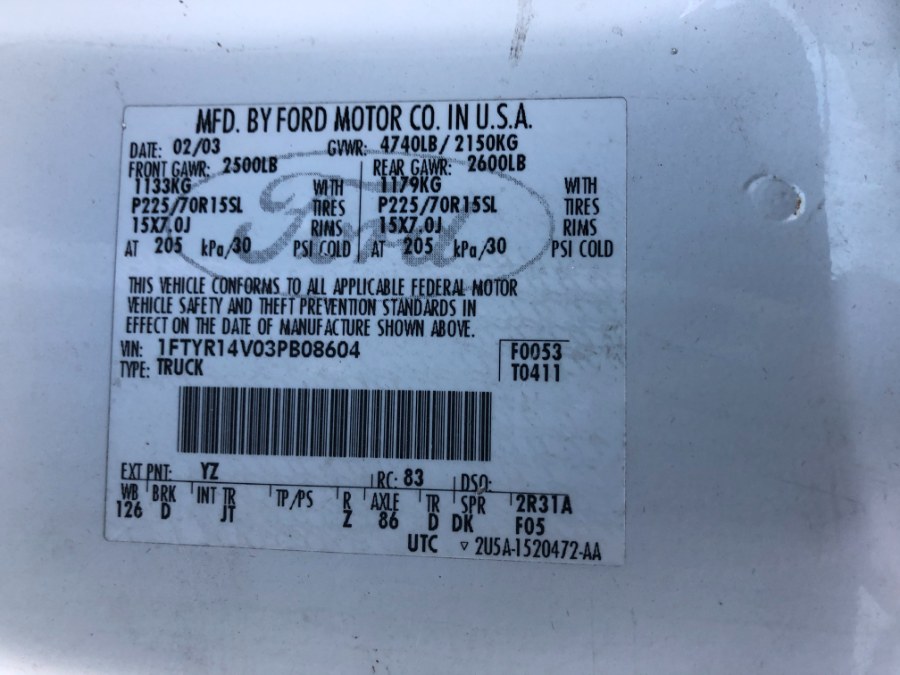 MFD. BY FORD MOTOR CO. IN U.S.A.
DATE: 02/03 GVWR: 4740LB/ 2150KG
FRONT GAWR: 2500LB REAR GAWR: 2600LB
1133KG WITH 1179KG WITH
P225/70R15SL TIRES P225/70R15SL TIRES
15X7.0J RIMS 15X7.0J RIMS
AT 205 kPa/30 PSI COLD AT 205 kPa/30 PSI COLD
Ford
THIS VEHICLE CONFORMS TO ALL APPLICABLE FEDERAL MOTOR
VEHICLE SAFETY AND THEFT PREVENTION STANDARDS IN
EFFECT ON THE DATE OF MANUFACTURE SHOWN ABOVE.
VIN: 1FTYR14V03PB08604 F0053
TYPE: TRUCK T0411
EXT PNT: YZ RC: 83 DSO:
WB BRK INT TR TP/PS R AXLE TR SPR 2R31A
126 D JT Z 86 D DK F05
UTC ▽ 2U5A-1520472-AA